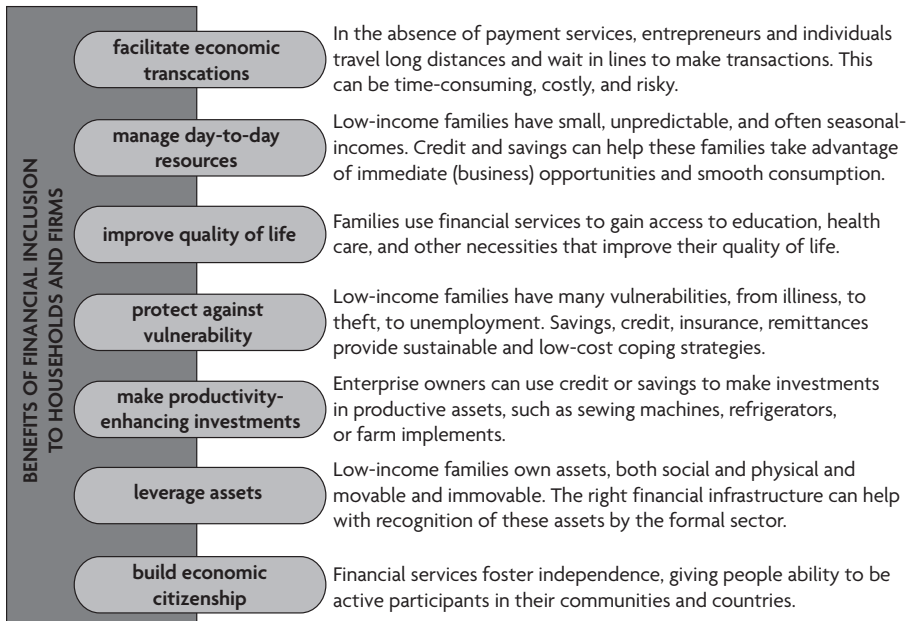 BENEFITS OF FINANCIAL INCLUSION
TO HOUSEHOLDS AND FIRMS
facilitate economic
transcations
In the absence of payment services, entrepreneurs and individuals
travel long distances and wait in lines to make transactions. This
can be time-consuming, costly, and risky.
manage day-to-day
resources
Low-income families have small, unpredictable, and often seasonal-
incomes. Credit and savings can help these families take advantage
of immediate (business) opportunities and smooth consumption.
improve quality of life
Families use financial services to gain access to education, health
care, and other necessities that improve their quality of life.
protect against
vulnerability
Low-income families have many vulnerabilities, from illness, to
theft, to unemployment. Savings, credit, insurance, remittances
provide sustainable and low-cost coping strategies.
make productivity-
enhancing investments
Enterprise owners can use credit or savings to make investments
in productive assets, such as sewing machines, refrigerators,
or farm implements.
leverage assets
Low-income families own assets, both social and physical and
movable and immovable. The right financial infrastructure can help
with recognition of these assets by the formal sector.
build economic
citizenship
Financial services foster independence, giving people ability to be
active participants in their communities and countries.